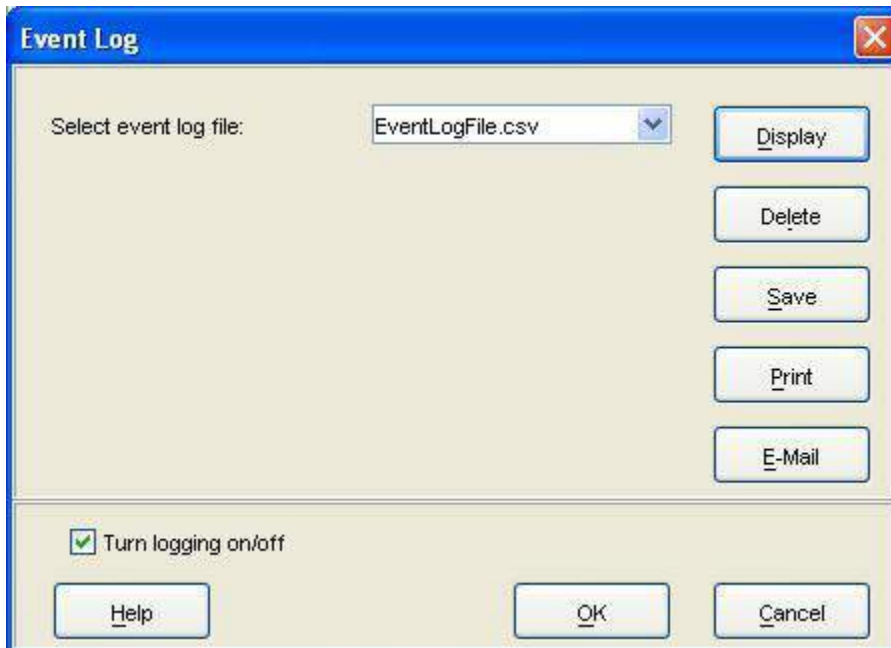 Event Log
Select event log file:
EventLogFile.csv
Display
Delete
Save
Print
E-Mail
Turn logging on/off
Help
OK
Cancel